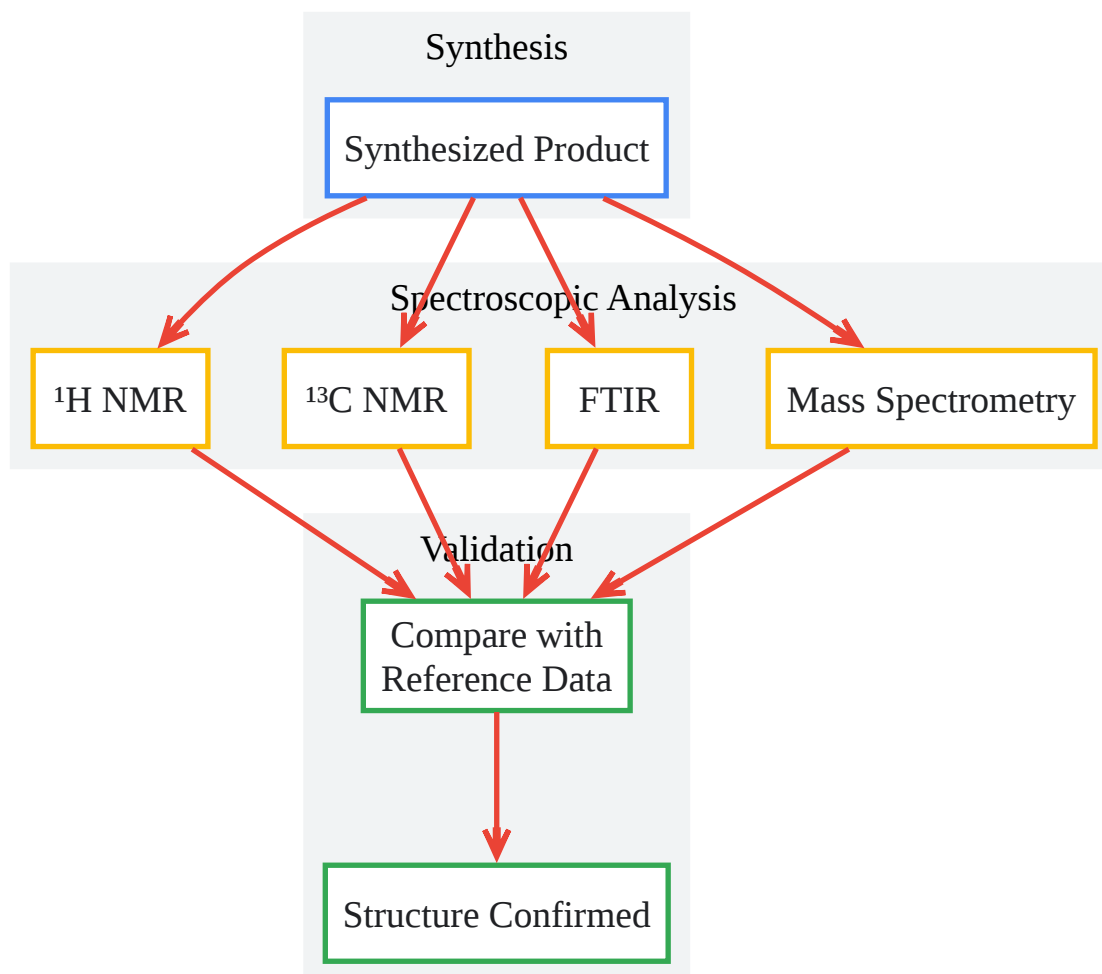 Synthesis
Synthesized Product
Spectroscopic Analysis
¹H NMR
¹³C NMR
FTIR
Mass Spectrometry
Validation
Compare with
Reference Data
Structure Confirmed